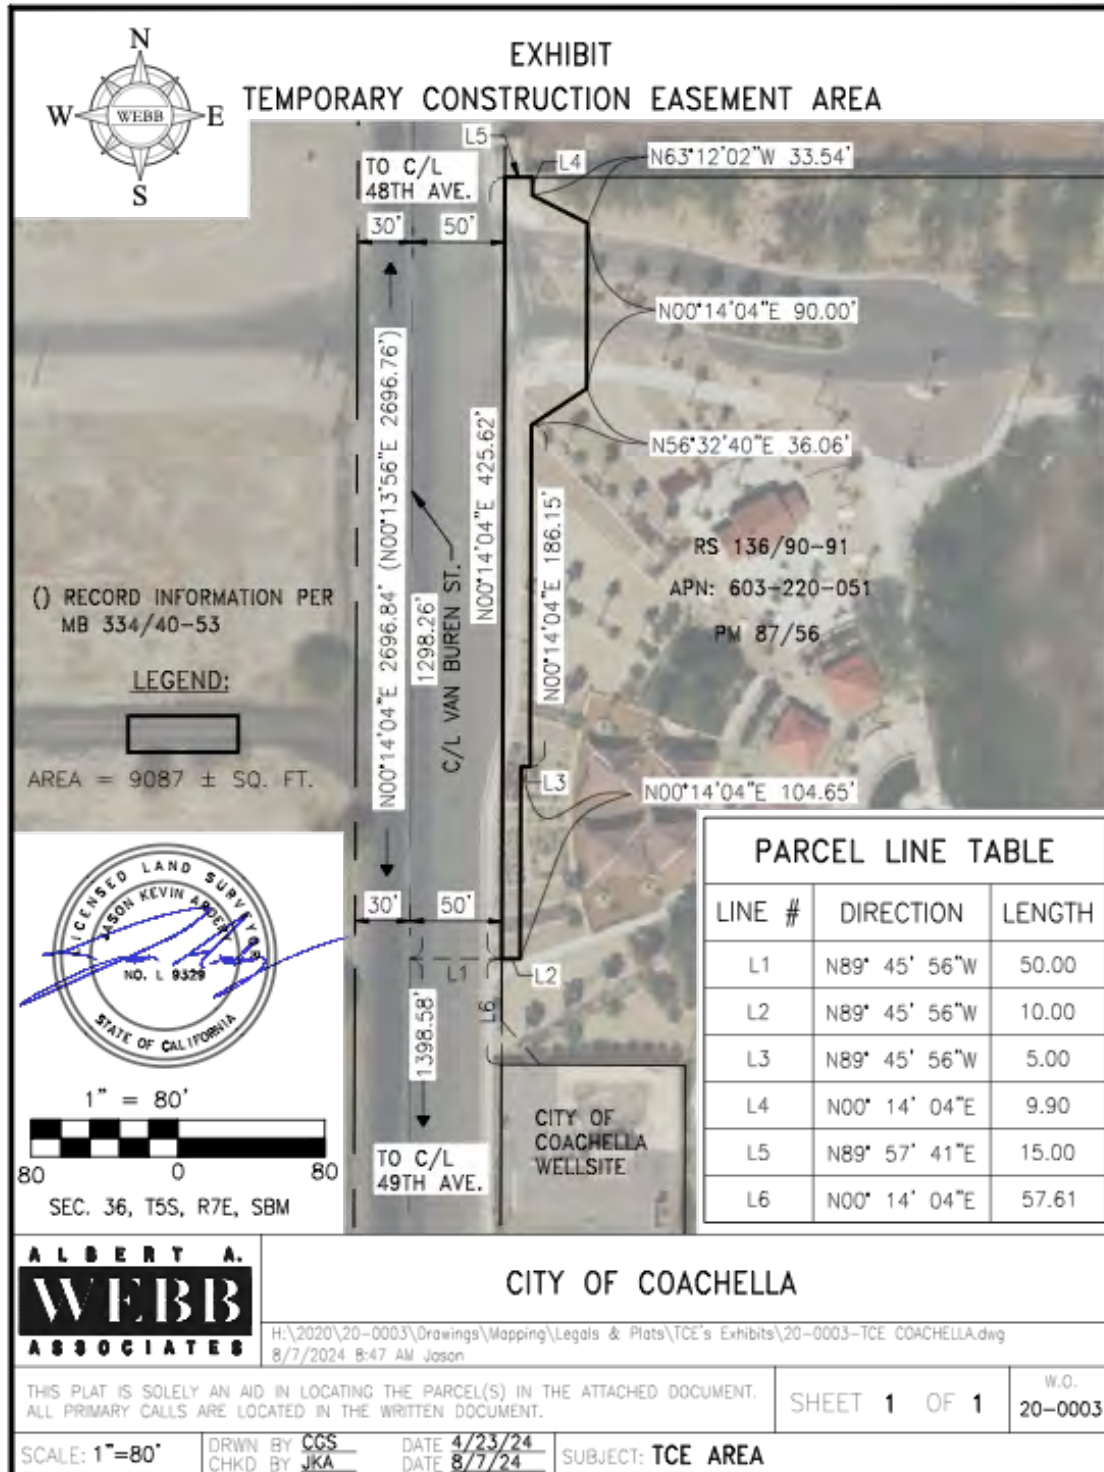 N
W
WEBB
E
S
EXHIBIT
TEMPORARY CONSTRUCTION EASEMENT AREA
L5
L4
N63°12'02"W 33.54'
TO C/L
48TH AVE.
30'
50'
N00°14'04"E 90.00'
N56°32'40"E 36.06'
N00°14'04"E 2696.84' (N00°13'56"E 2696.76')
1298.26'
C/L VAN BUREN ST.
N00°14'04"E 425.62'
N00°14'04"E 186.15'
RS 136/90-91
APN: 603-220-051
PM 87/56
() RECORD INFORMATION PER
MB 334/40-53
LEGEND:
AREA = 9087 ± SQ. FT.
L3
N00°14'04"E 104.65'
30'
50'
L1
L2
L6
1398.58'
TO C/L
49TH AVE.
CITY OF
COACHELLA
WELLSITE
LICENSED LAND SURVEYOR
JASON KEVIN ARDERY
NO. L 9329
STATE OF CALIFORNIA
1" = 80'
80 0 80
SEC. 36, T5S, R7E, SBM
PARCEL LINE TABLE
LINE # DIRECTION LENGTH
L1 N89° 45' 56"W 50.00
L2 N89° 45' 56"W 10.00
L3 N89° 45' 56"W 5.00
L4 N00° 14' 04"E 9.90
L5 N89° 57' 41"E 15.00
L6 N00° 14' 04"E 57.61
ALBERT A.
WEBB
ASSOCIATES
CITY OF COACHELLA
H:\2020\20-0003\Drawings\Mapping\Legals & Plats\TCE's Exhibits\20-0003-TCE COACHELLA.dwg
8/7/2024 8:47 AM Jason
THIS PLAT IS SOLELY AN AID IN LOCATING THE PARCEL(S) IN THE ATTACHED DOCUMENT.
ALL PRIMARY CALLS ARE LOCATED IN THE WRITTEN DOCUMENT.
SHEET 1 OF 1
W.O.
20-0003
SCALE: 1"=80'
DRWN BY CGS DATE 4/23/24
CHKD BY JKA DATE 8/7/24
SUBJECT: TCE AREA